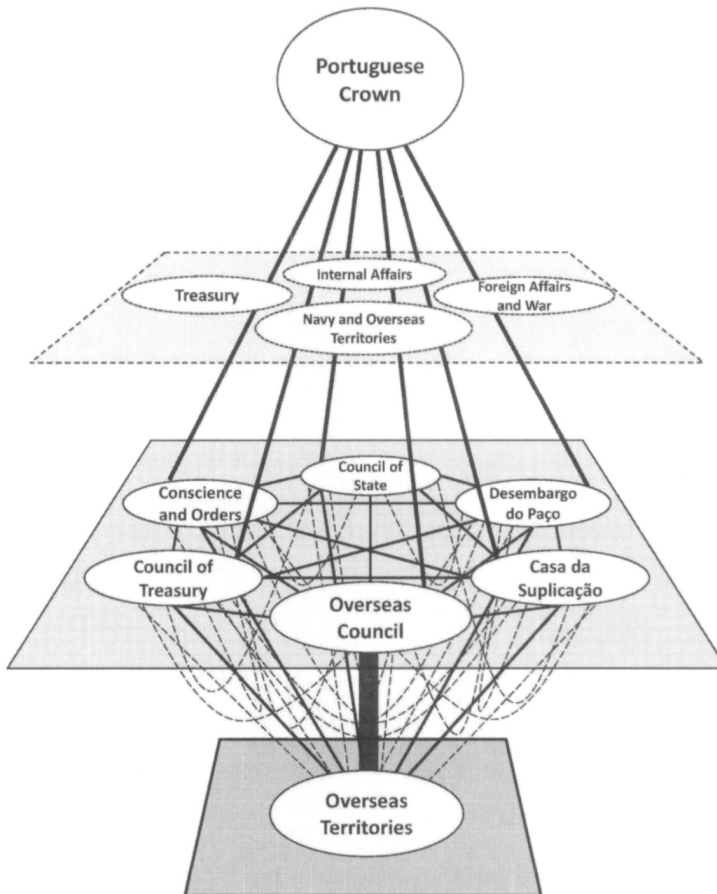 Portuguese
Crown
Internal Affairs
Treasury
Foreign Affairs
and War
Navy and Overseas
Territories
Council of
State
Conscience
and Orders
Desembargo
do Paço
Council of
Treasury
Casa da
Suplicação
Overseas
Council
Overseas
Territories